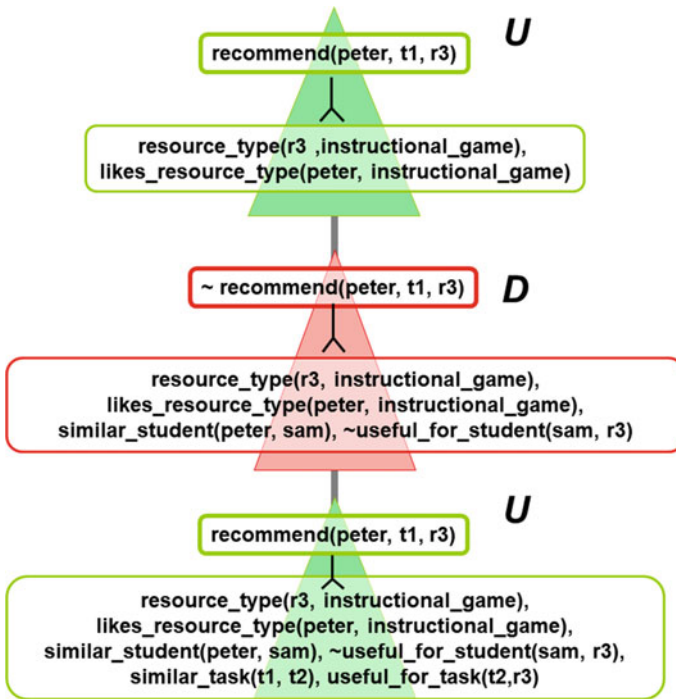 U
recommend(peter, t1, r3)
resource_type(r3 ,instructional_game),
likes_resource_type(peter, instructional_game)
~ recommend(peter, t1, r3)
D
resource_type(r3, instructional_game),
likes_resource_type(peter, instructional_game),
similar_student(peter, sam), ~useful_for_student(sam, r3)
U
recommend(peter, t1, r3)
resource_type(r3, instructional_game),
likes_resource_type(peter, instructional_game),
similar_student(peter, sam), ~useful_for_student(sam, r3),
similar_task(t1, t2), useful_for_task(t2,r3)